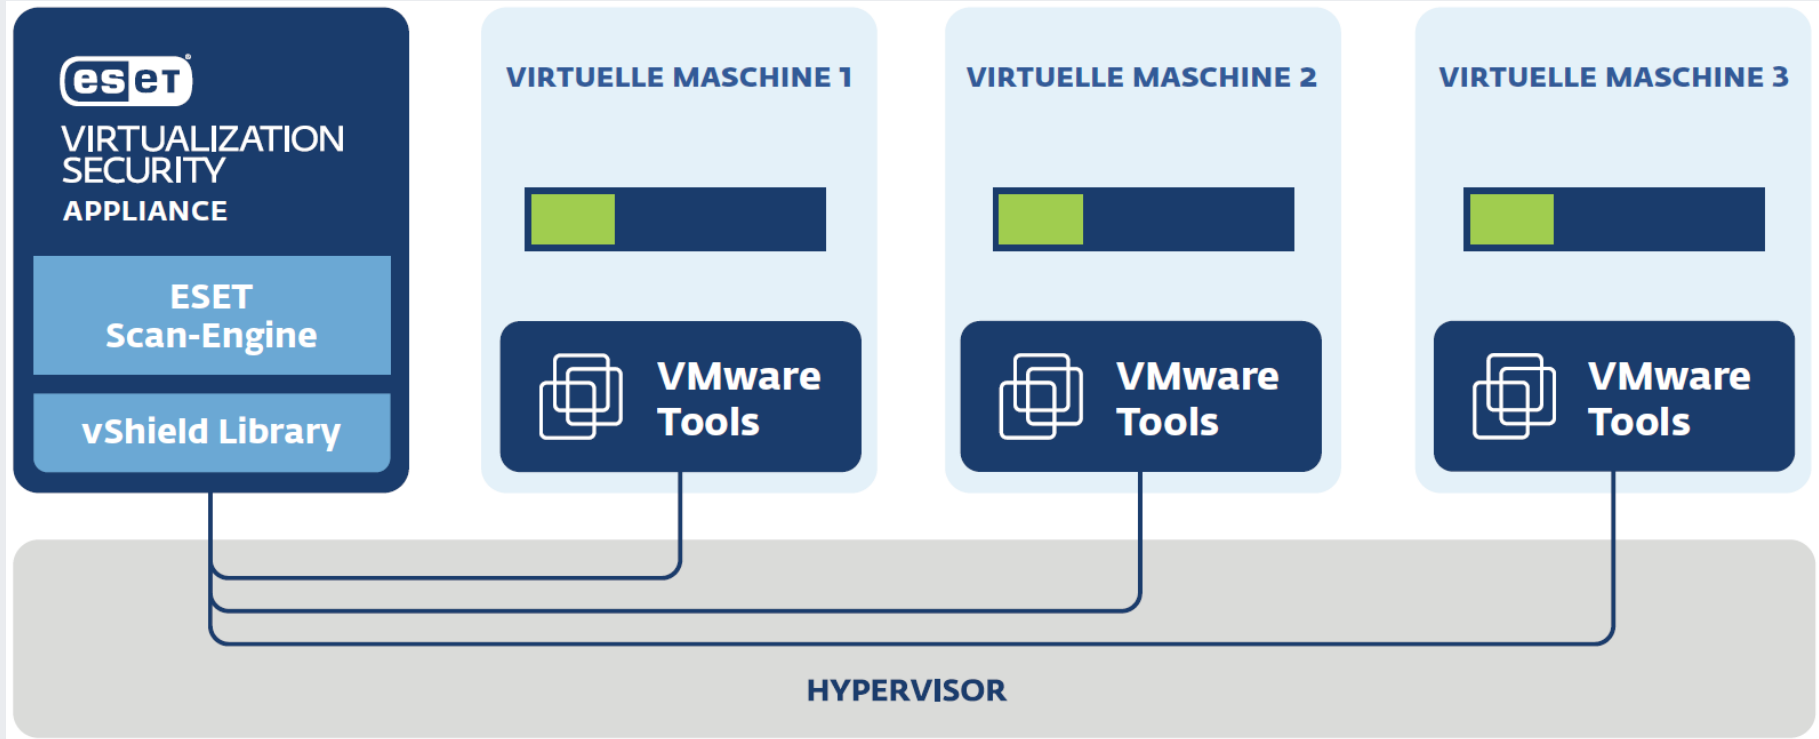 eset®
VIRTUALIZATION
SECURITY
APPLIANCE
ESET
Scan-Engine
vShield Library
VIRTUELLE MASCHINE 1
VMware
Tools
VIRTUELLE MASCHINE 2
VMware
Tools
VIRTUELLE MASCHINE 3
VMware
Tools
HYPERVISOR